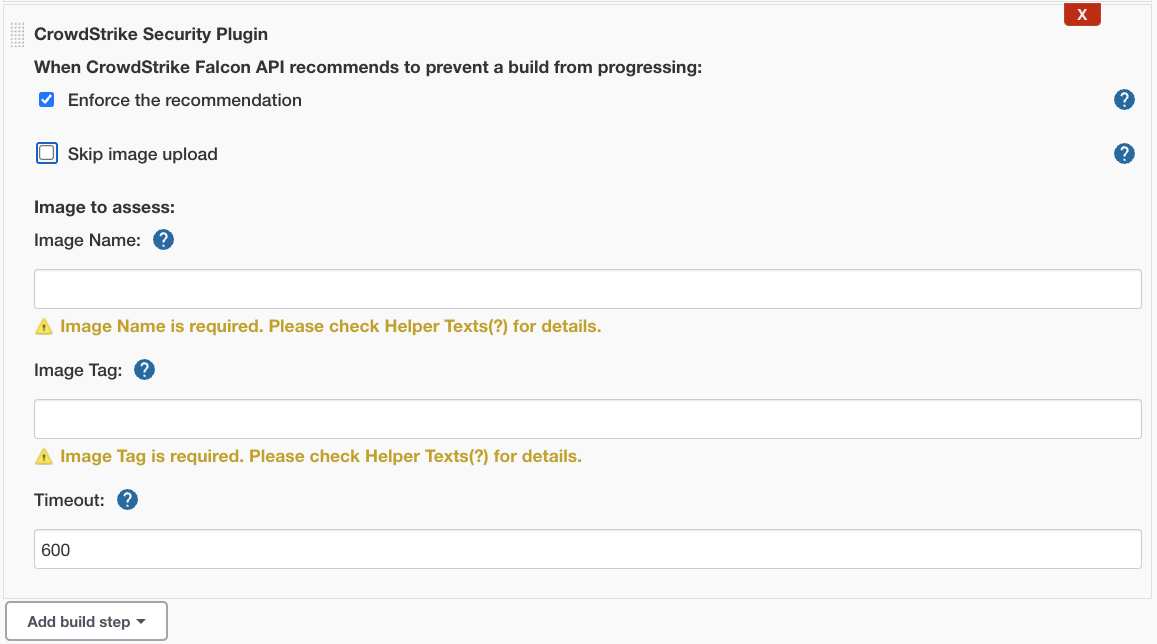 X
CrowdStrike Security Plugin
When CrowdStrike Falcon API recommends to prevent a build from progressing:
Enforce the recommendation ?
Skip image upload ?
Image to assess:
Image Name: ?
Image Name is required. Please check Helper Texts(?) for details.
Image Tag: ?
Image Tag is required. Please check Helper Texts(?) for details.
Timeout: ?
600
Add build step